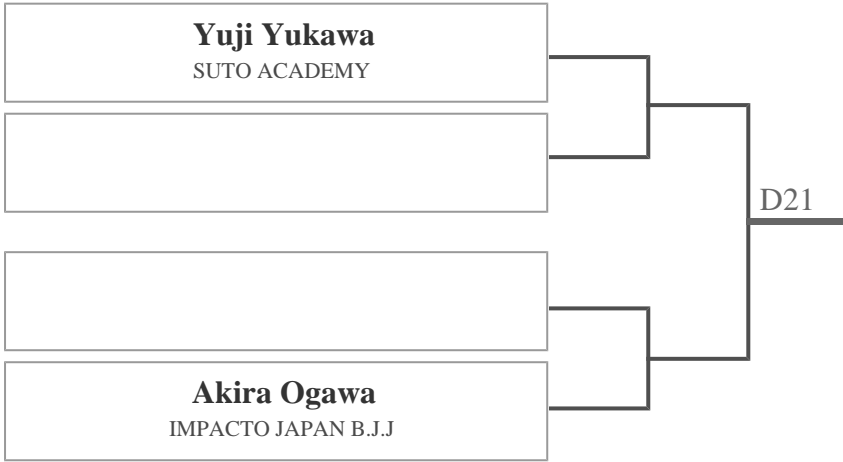 Yuji Yukawa
SUTO ACADEMY
D21
Akira Ogawa
IMPACTO JAPAN B.J.J